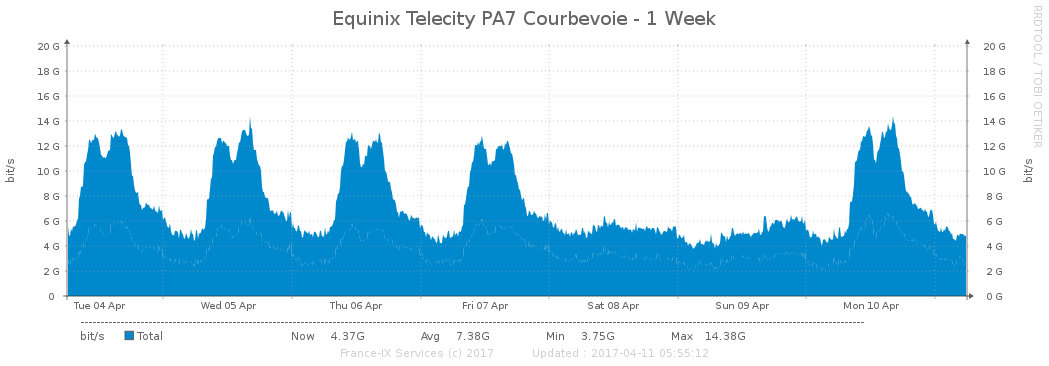 Equinix Telecity PA7 Courbevoie - 1 Week
RRDTOOL / TOBI OETIKER
20 G 20 G
18 G 18 G
16 G 16 G
14 G 14 G
12 G 12 G
bit/s bit/s
10 G 10 G
8 G 8 G
6 G 6 G
4 G 4 G
2 G 2 G
0 0 G
Tue 04 Apr Wed 05 Apr Thu 06 Apr Fri 07 Apr Sat 08 Apr Sun 09 Apr Mon 10 Apr
bit/s Total Now 4.37G Avg 7.38G Min 3.75G Max 14.38G
France-IX Services (c) 2017 Updated : 2017-04-11 05:55:12